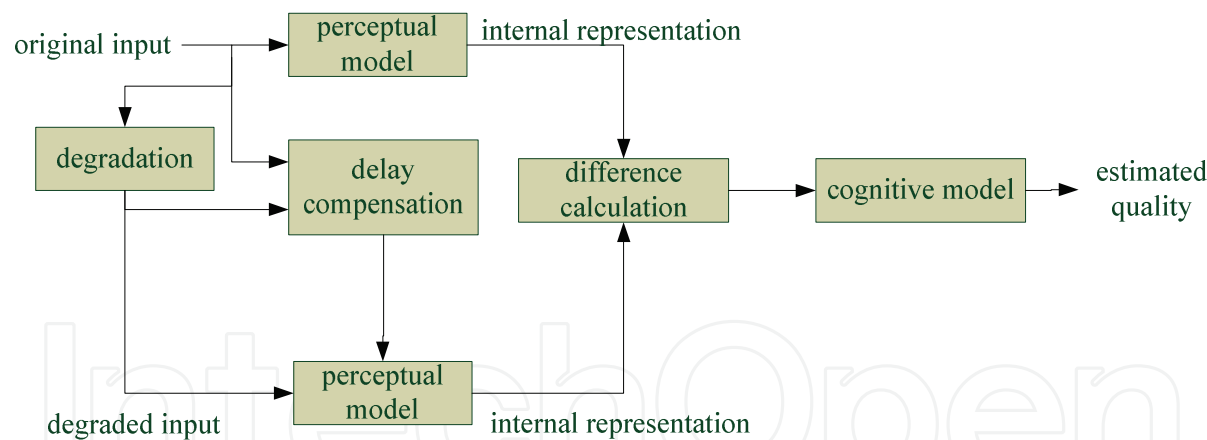 original input
perceptual
model
internal representation
degradation
delay
compensation
difference
calculation
cognitive model
estimated
quality
perceptual
model
degraded input
internal representation
IntechOpen